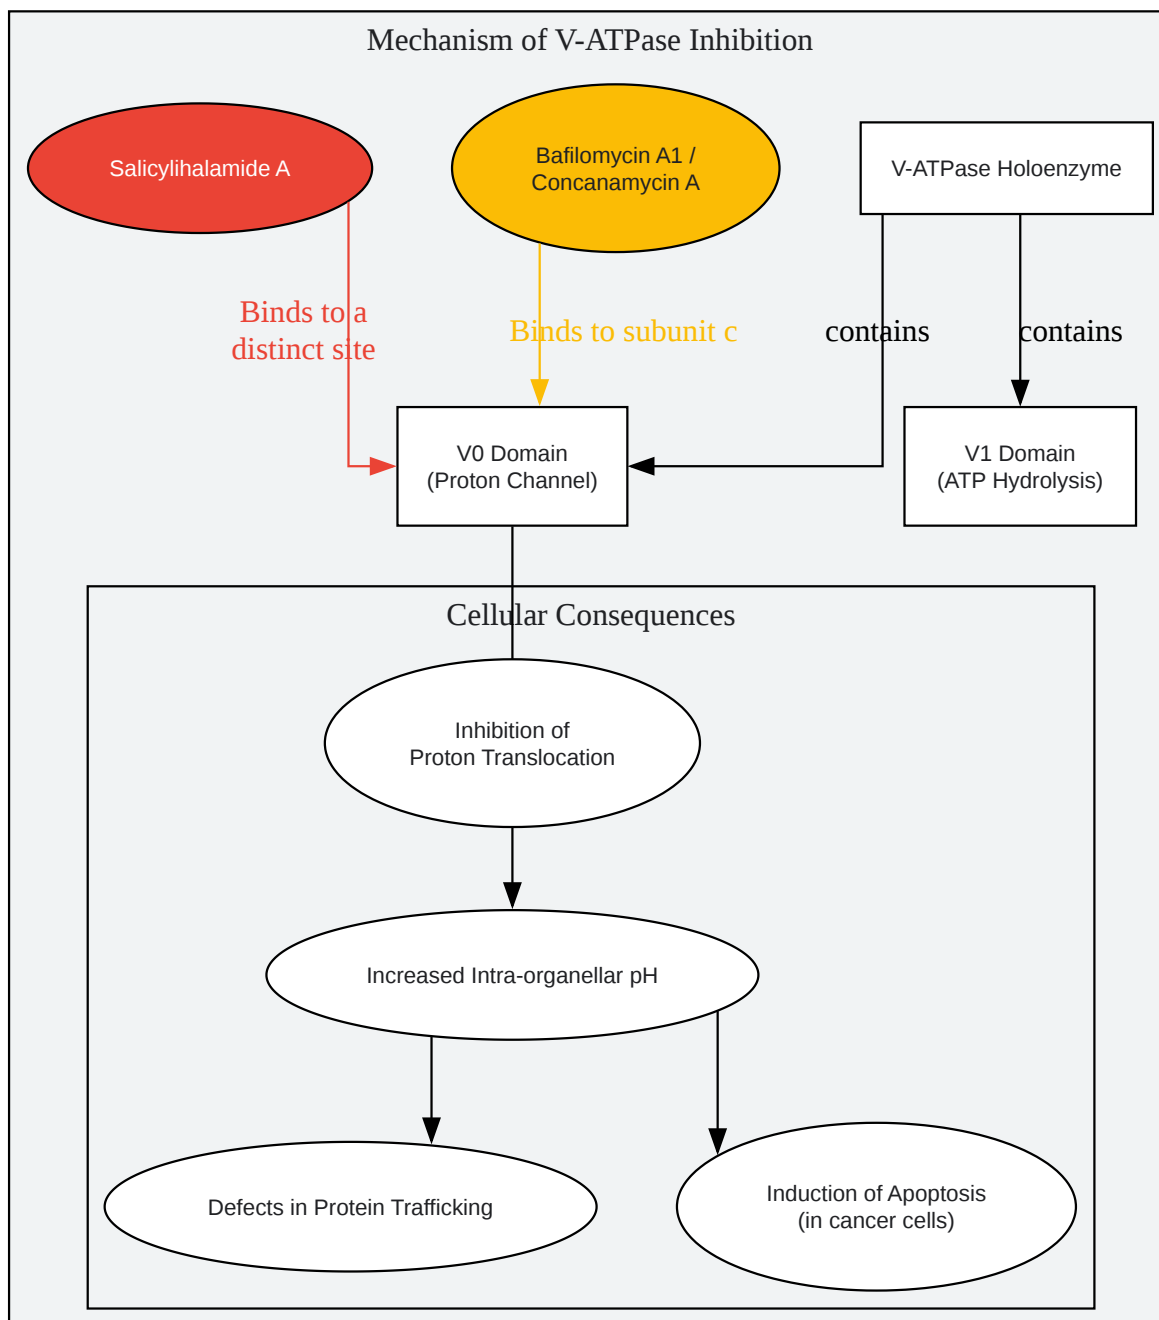 Mechanism of V-ATPase Inhibition
Salicylihalamide A
Bafilomycin A1 /
Concanamycin A
V-ATPase Holoenzyme
Binds to a
distinct site
Binds to subunit c
contains
contains
V0 Domain
(Proton Channel)
V1 Domain
(ATP Hydrolysis)
Cellular Consequences
Inhibition of
Proton Translocation
Increased Intra-organellar pH
Defects in Protein Trafficking
Induction of Apoptosis
(in cancer cells)